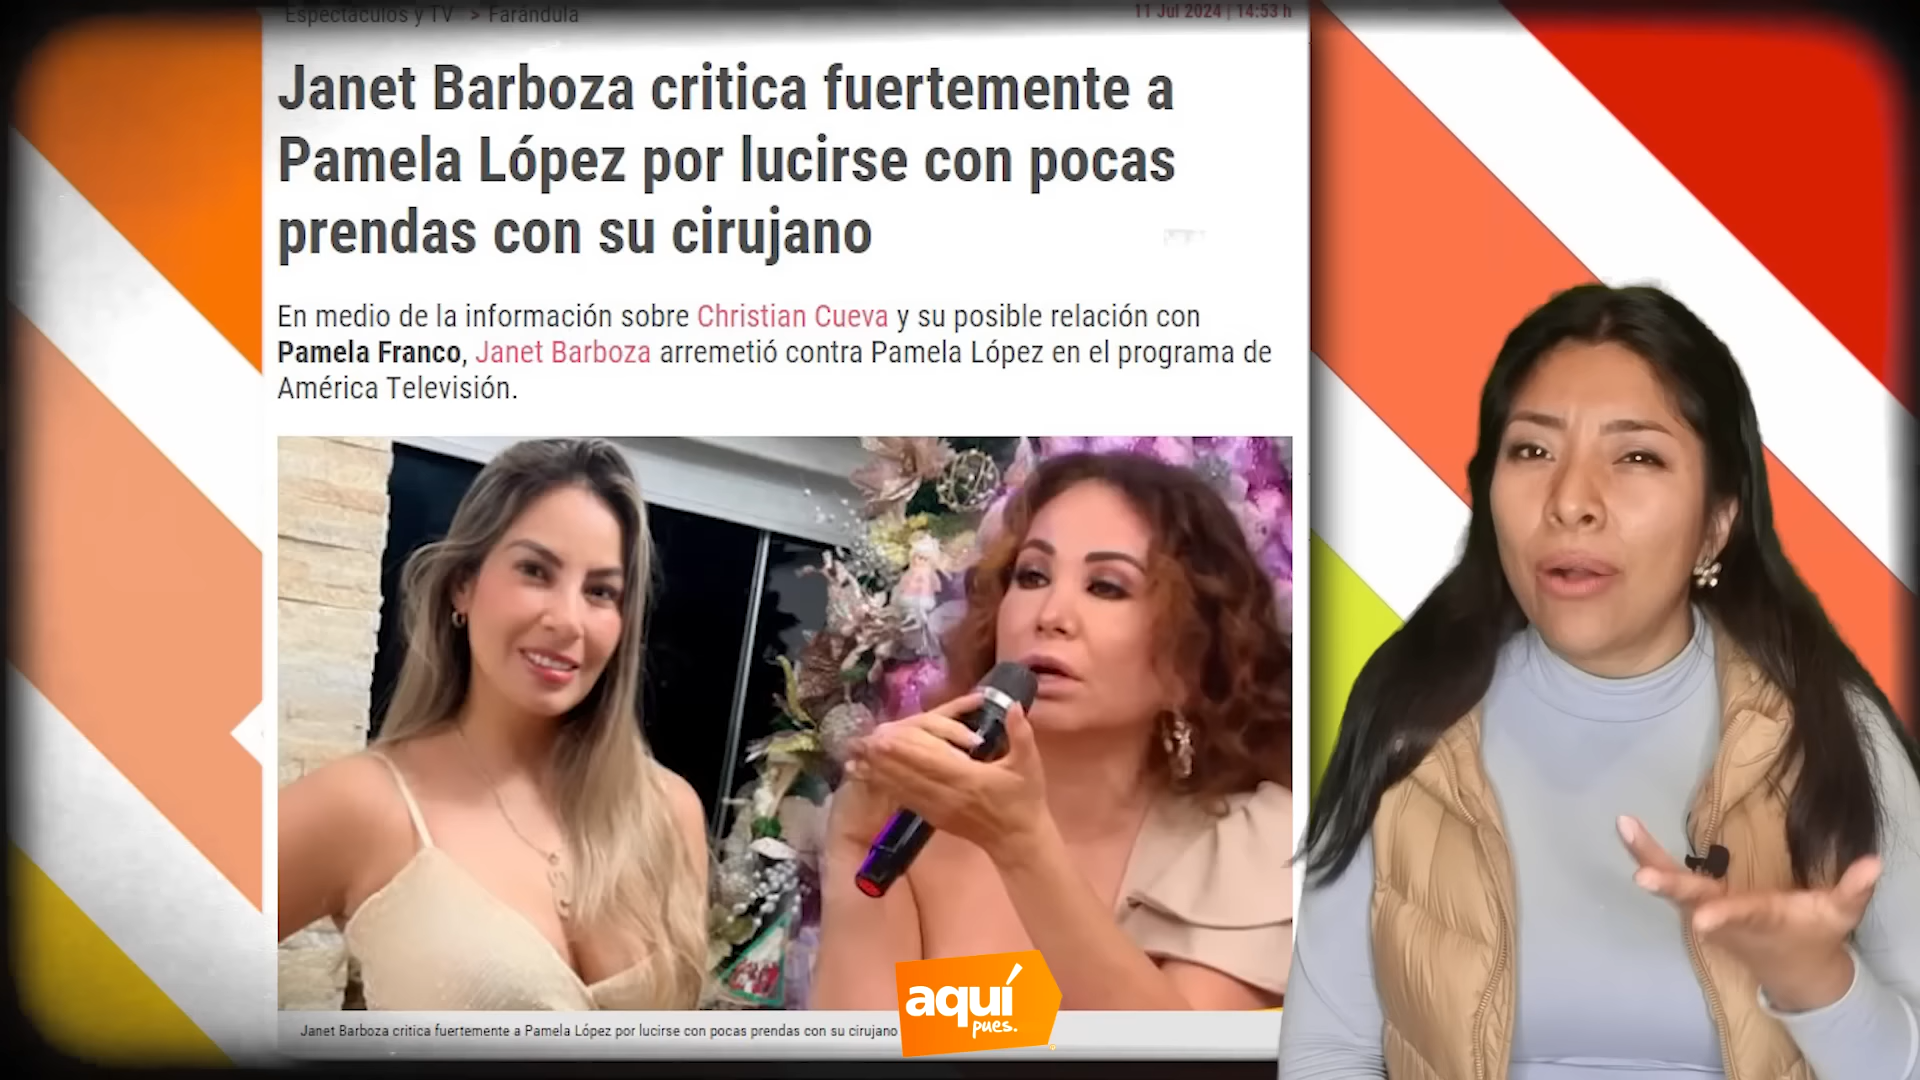 Espectáculos y TV > Farándula
11 Jul 2024 | 14:53 h
Janet Barboza critica fuertemente a
Pamela López por lucirse con pocas
prendas con su cirujano
En medio de la información sobre Christian Cueva y su posible relación con
Pamela Franco, Janet Barboza arremetió contra Pamela López en el programa de
América Televisión.
Janet Barboza critica fuertemente a Pamela López por lucirse con pocas prendas con su cirujano
aquí
pues.